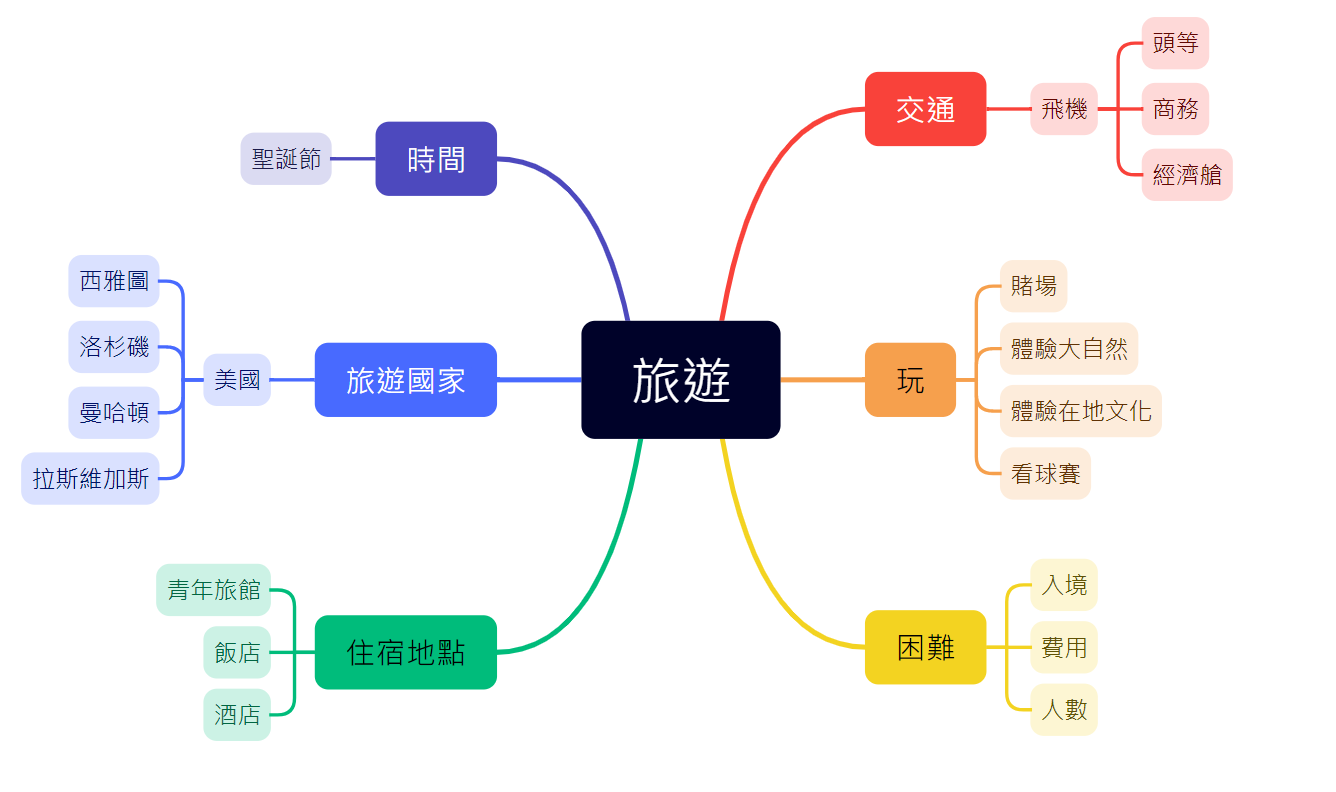 旅遊
交通
飛機
頭等
商務
經濟艙
玩
賭場
體驗大自然
體驗在地文化
看球賽
困難
入境
費用
人數
時間
聖誕節
旅遊國家
美國
西雅圖
洛杉磯
曼哈頓
拉斯維加斯
住宿地點
青年旅館
飯店
酒店